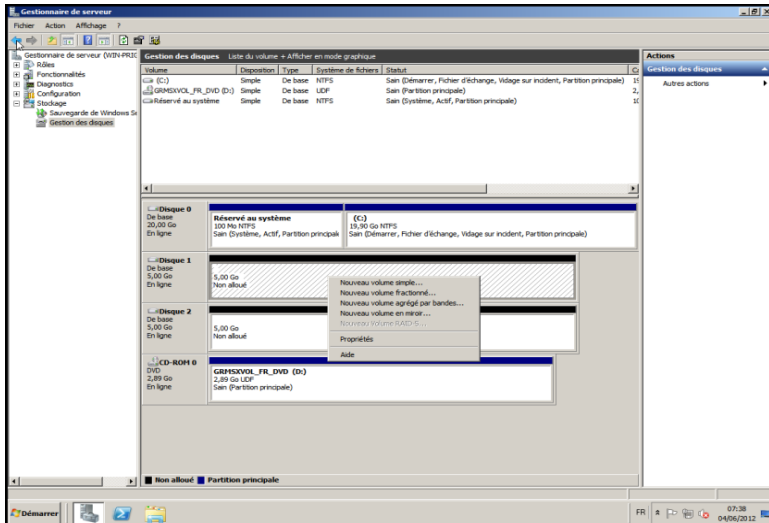 Gestionnaire de serveur
Fichier Action Affichage ?
Gestionnaire de serveur (WIN-PRIC
Rôles
Fonctionnalités
Diagnostics
Configuration
Stockage
Sauvegarde de Windows Se
Gestion des disques
Gestion des disques Liste du volume + Afficher en mode graphique
Volume Disposition Type Système de fichiers Statut
(C:) Simple De base NTFS Sain (Démarrer, Fichier d'échange, Vidage sur incident, Partition principale)
GRMSXVOL_FR_DVD (D:) Simple De base UDF Sain (Partition principale)
Réservé au système Simple De base NTFS Sain (Système, Actif, Partition principale)
Disque 0
De base
20,00 Go
En ligne
Réservé au système
100 Mo NTFS
Sain (Système, Actif, Partition principale
(C:)
19,90 Go NTFS
Sain (Démarrer, Fichier d'échange, Vidage sur incident, Partition principale)
Disque 1
De base
5,00 Go
En ligne
5,00 Go
Non alloué
Nouveau volume simple...
Nouveau volume fractionné...
Nouveau volume agrégé par bandes...
Nouveau volume en miroir...
Nouveau volume RAID-5...
Propriétés
Aide
Disque 2
De base
5,00 Go
En ligne
5,00 Go
Non alloué
CD-ROM 0
DVD
2,89 Go
En ligne
GRMSXVOL_FR_DVD (D:)
2,89 Go UDF
Sain (Partition principale)
Non alloué Partition principale
Actions
Gestion des disques
Autres actions
Démarrer
FR
07:38
04/06/2012